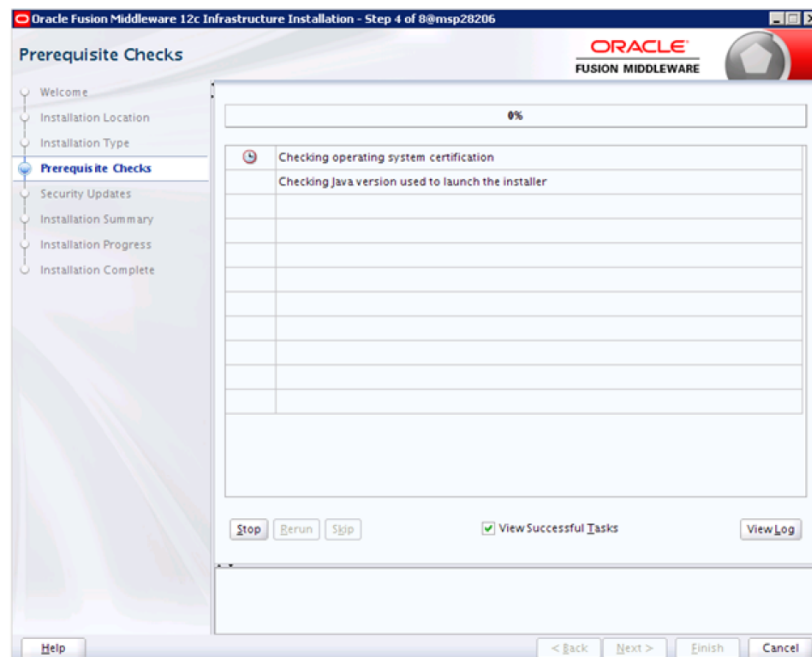 Oracle Fusion Middleware 12c Infrastructure Installation - Step 4 of 8@msp28206
Prerequisite Checks
ORACLE
FUSION MIDDLEWARE
Welcome
Installation Location
Installation Type
Prerequisite Checks
Security Updates
Installation Summary
Installation Progress
Installation Complete
0%
Checking operating system certification
Checking Java version used to launch the installer
Stop Rerun Skip View Successful Tasks View Log
Help < Back Next > Finish Cancel